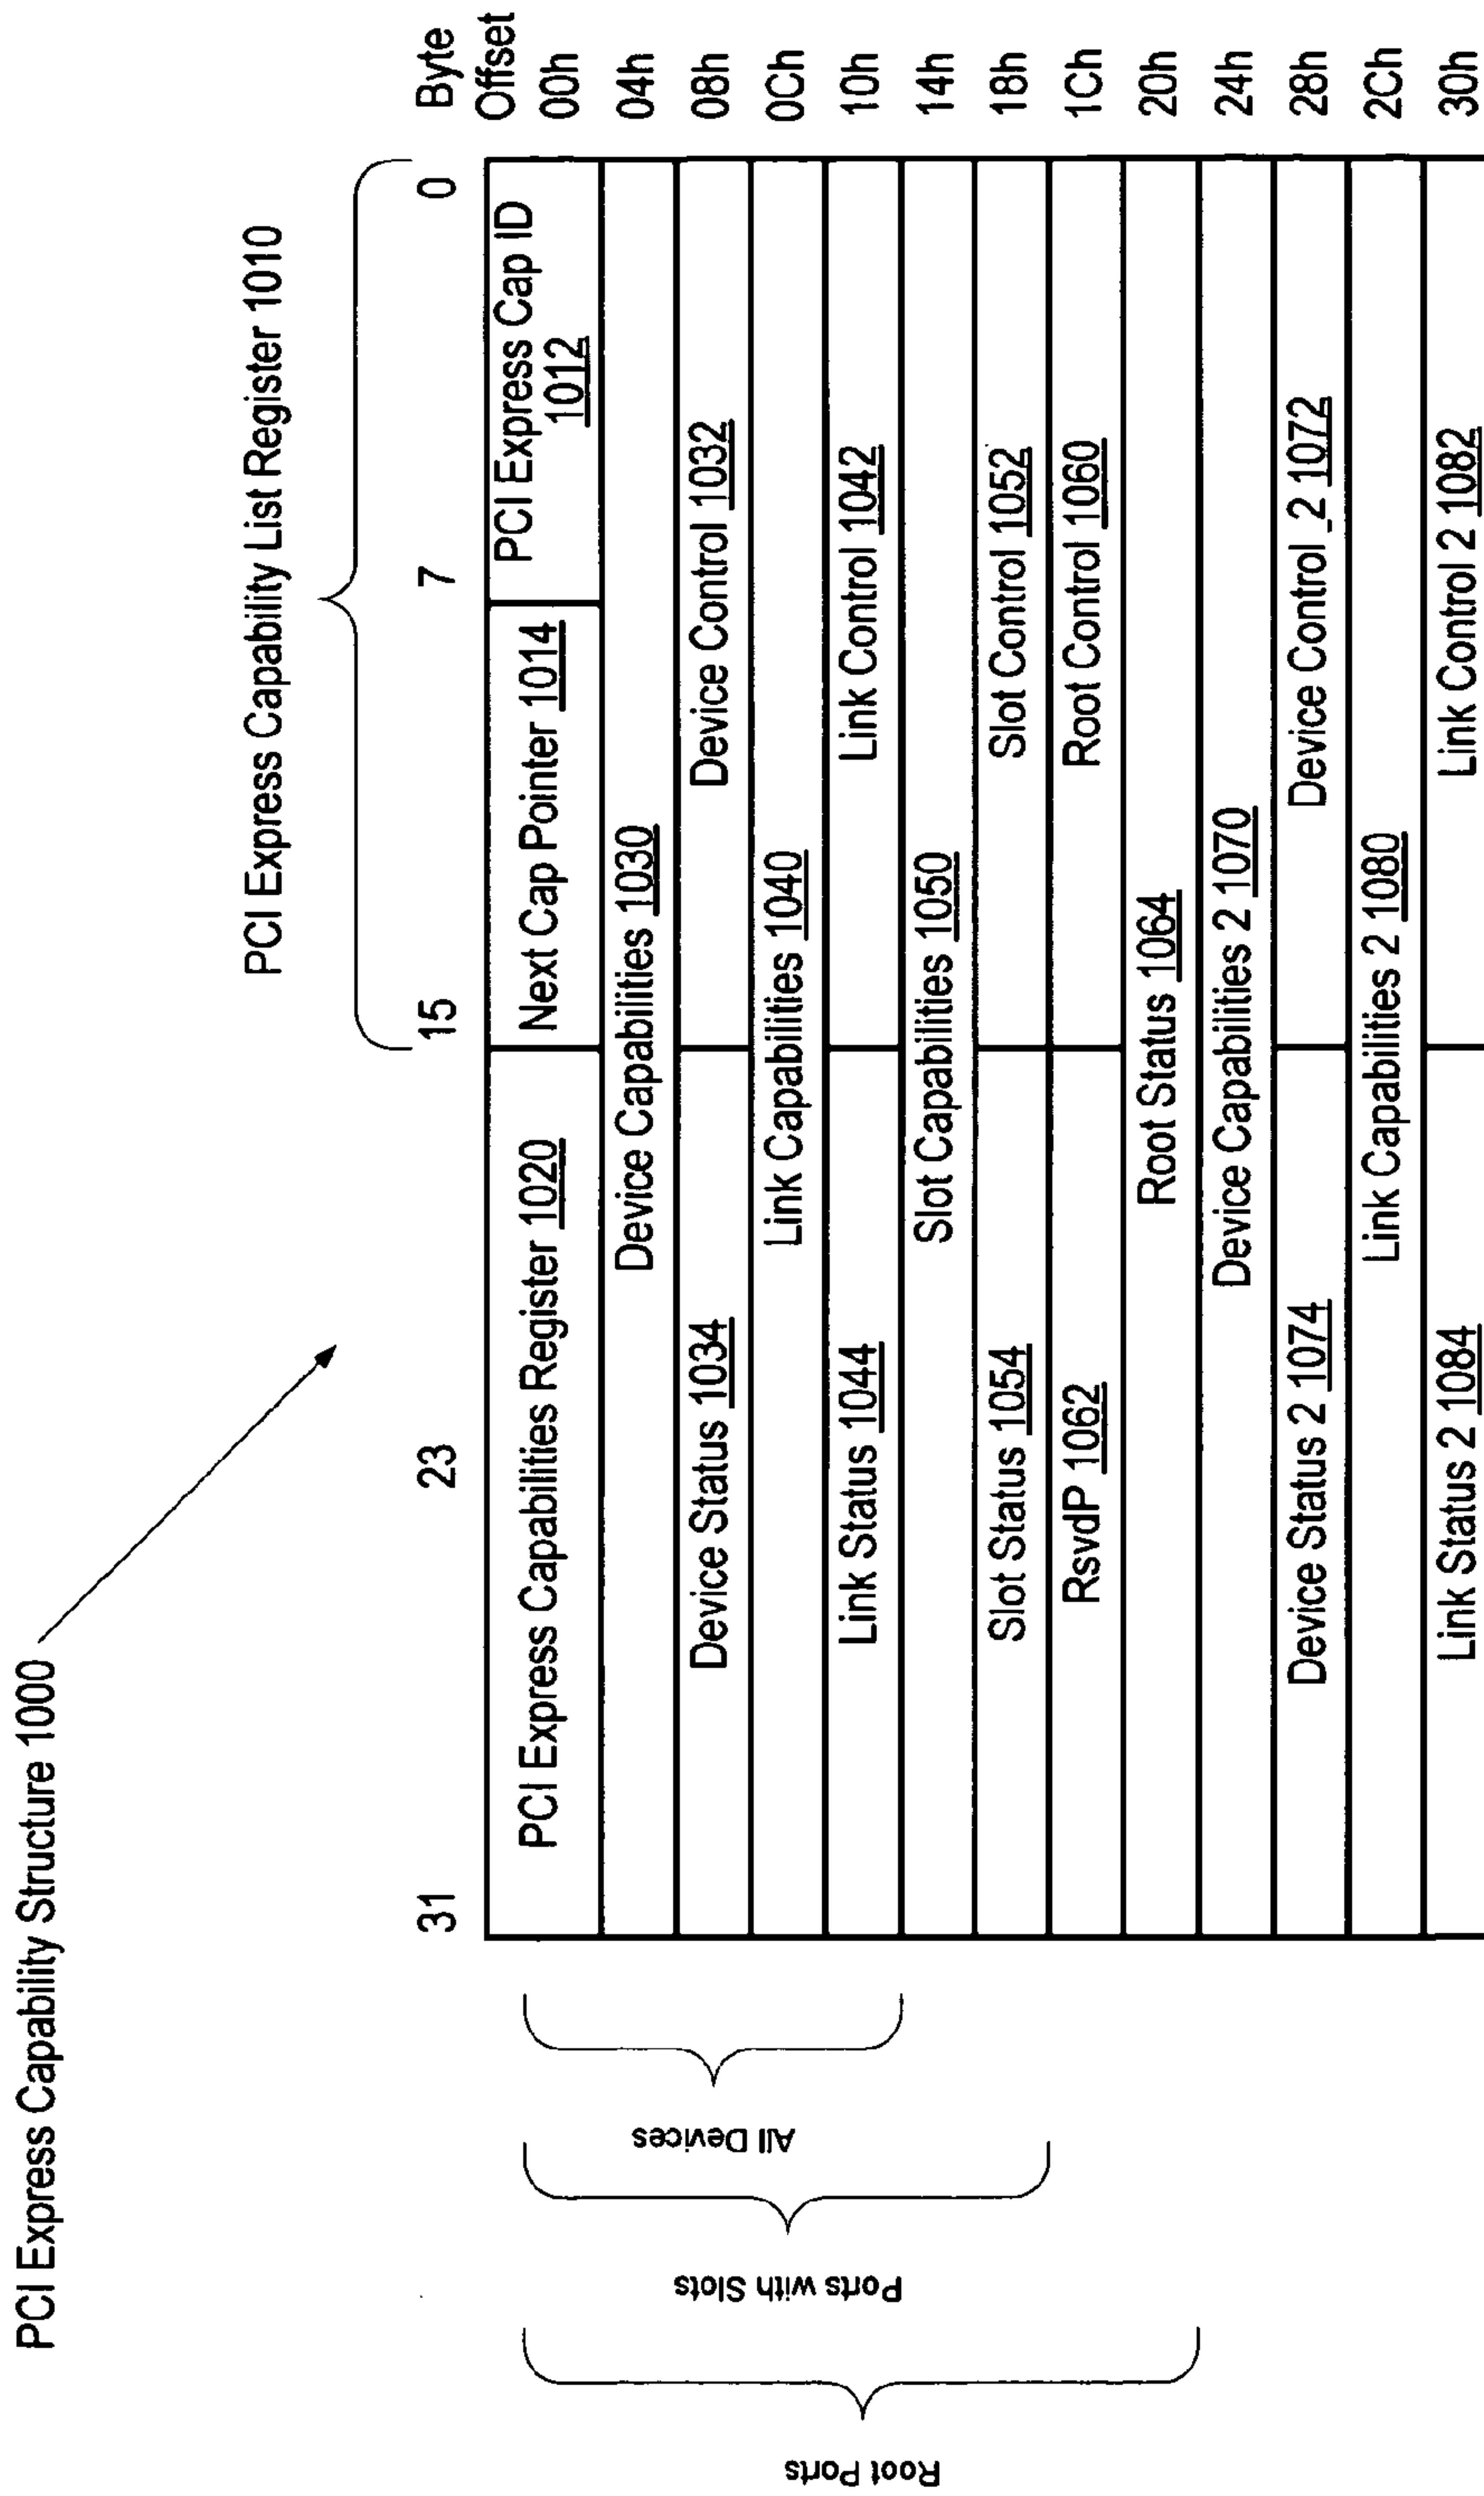 PCI Express Capability Structure 1000
PCI Express Capability List Register 1010
31 23 15 7 0 Byte
Offset
PCI Express Capabilities Register 1020 Next Cap Pointer 1014 PCI Express Cap ID 00h
1012
Device Capabilities 1030 04h
Device Status 1034 Device Control 1032 08h
Link Capabilities 1040 0Ch
Link Status 1044 Link Control 1042 10h
Slot Capabilities 1050 14h
Slot Status 1054 Slot Control 1052 18h
RsvdP 1062 Root Control 1060 1Ch
Root Status 1064 20h
Device Capabilities 2 1070 24h
Device Status 2 1074 Device Control 2 1072 28h
Link Capabilities 2 1080 2Ch
Link Status 2 1084 Link Control 2 1082 30h
All Devices
Ports with Slots
Root Ports